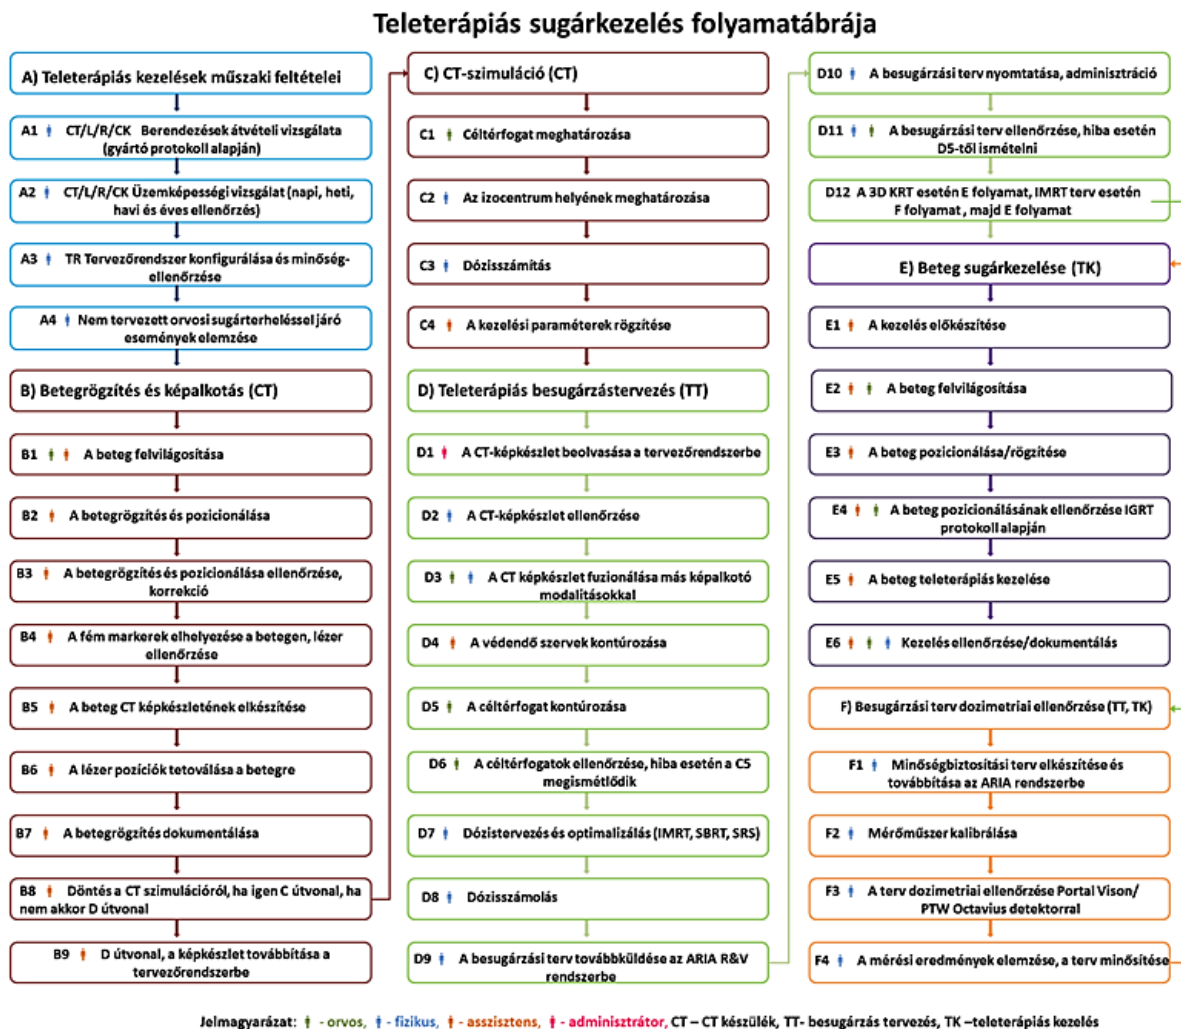 Teleterápiás sugárkezelés folyamatábrája
A) Teleterápiás kezelések műszaki feltételei
A1 CT/L/R/CK Berendezések átvételi vizsgálata
(gyártó protokoll alapján)
A2 CT/L/R/CK Üzemképességi vizsgálat (napi, heti,
havi és éves ellenőrzés)
A3 TR Tervezőrendszer konfigurálása és minőség-
ellenőrzése
A4 Nem tervezett orvosi sugárterheléssel járó
események elemzése
B) Betegrögzítés és képalkotás (CT)
B1 A beteg felvilágosítása
B2 A betegrögzítés és pozicionálása
B3 A betegrögzítés és pozicionálása ellenőrzése,
korrekció
B4 A fém markerek elhelyezése a betegen, lézer
ellenőrzése
B5 A beteg CT képkészletének elkészítése
B6 A lézer pozíciók tetoválása a betegre
B7 A betegrögzítés dokumentálása
B8 Döntés a CT szimulációról, ha igen C útvonal, ha
nem akkor D útvonal
B9 D útvonal, a képkészlet továbbítása a
tervezőrendszerbe
C) CT-szimuláció (CT)
C1 Céltérfogat meghatározása
C2 Az izocentrum helyének meghatározása
C3 Dózisszámítás
C4 A kezelési paraméterek rögzítése
D) Teleterápiás besugárzástervezés (TT)
D1 A CT-képkészlet beolvasása a tervezőrendszerbe
D2 A CT-képkészlet ellenőrzése
D3 A CT képkészlet fuzionálása más képalkotó
modalitásokkal
D4 A védendő szervek kontúrozása
D5 A céltérfogat kontúrozása
D6 A céltérfogatok ellenőrzése, hiba esetén a C5
megismétlődik
D7 Dózistervezés és optimalizálás (IMRT, SBRT, SRS)
D8 Dózisszámolás
D9 A besugárzási terv továbbküldése az ARIA R&V
rendszerbe
D10 A besugárzási terv nyomtatása, adminisztráció
D11 A besugárzási terv ellenőrzése, hiba esetén
D5-től ismételni
D12 A 3D KRT esetén E folyamat, IMRT terv esetén
F folyamat , majd E folyamat
E) Beteg sugárkezelése (TK)
E1 A kezelés előkészítése
E2 A beteg felvilágosítása
E3 A beteg pozicionálása/rögzítése
E4 A beteg pozicionálásának ellenőrzése IGRT
protokoll alapján
E5 A beteg teleterápiás kezelése
E6 Kezelés ellenőrzése/dokumentálás
F) Besugárzási terv dozimetriai ellenőrzése (TT, TK)
F1 Minőségbiztosítási terv elkészítése és
továbbítása az ARIA rendszerbe
F2 Mérőműszer kalibrálása
F3 A terv dozimetriai ellenőrzése Portal Vison/
PTW Octavius detektorral
F4 A mérési eredmények elemzése, a terv minősítése
Jelmagyarázat: - orvos, - fizikus, - asszisztens, - adminisztrátor, CT – CT készülék, TT- besugárzás tervezés, TK –teleterápiás kezelés